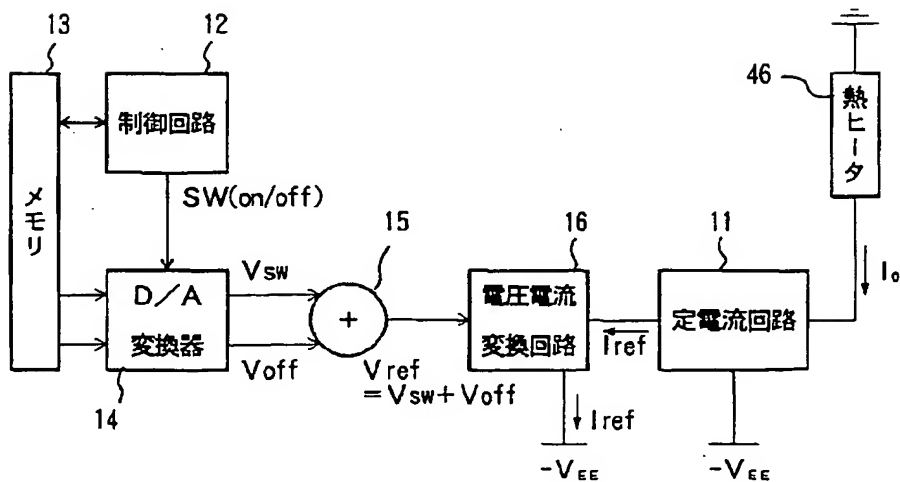 13
12
46
熱ヒータ
制御回路
メモリ
SW(on/off)
15
16
11
I₀
D/A
変換器
Vsw
Voff
+
電圧電流
変換回路
定電流回路
Iref
Vref
=Vsw+Voff
14
Iref
-VEE
-VEE